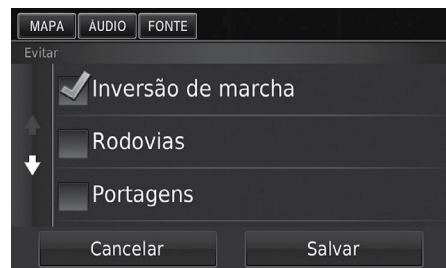 MAPA ÁUDIO FONTE
Evitar
Inversão de marcha
Rodovias
Portagens
Cancelar Salvar